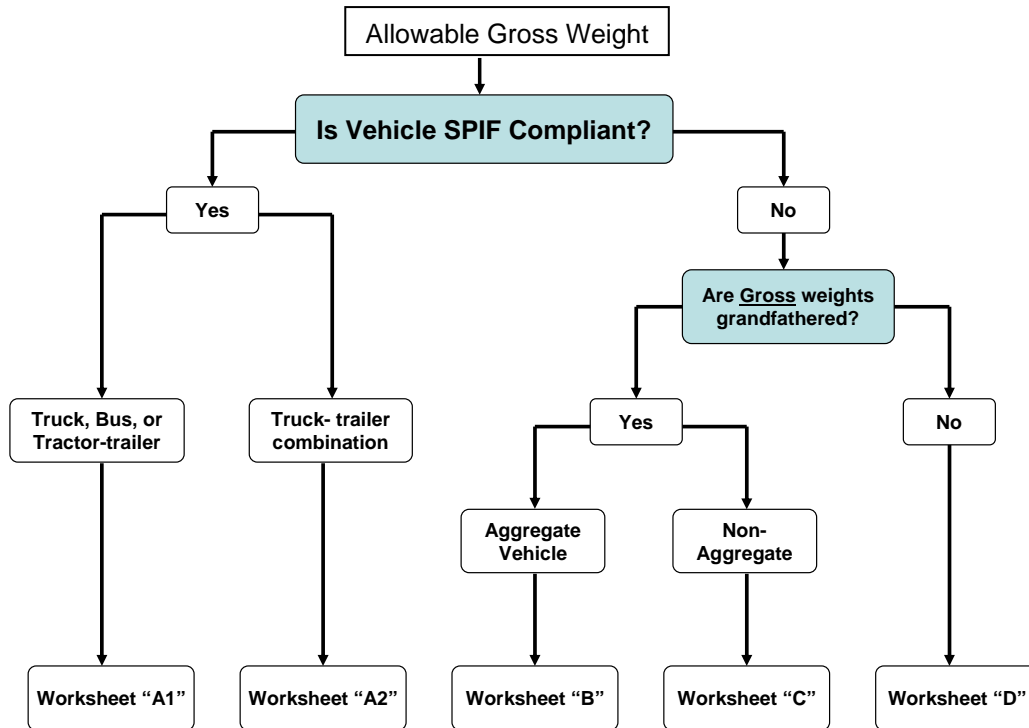 Allowable Gross Weight
Is Vehicle SPIF Compliant?
Yes
No
Are Gross weights
grandfathered?
Truck, Bus, or
Tractor-trailer
Truck- trailer
combination
Yes
No
Aggregate
Vehicle
Non-
Aggregate
Worksheet “A1”
Worksheet “A2”
Worksheet “B”
Worksheet “C”
Worksheet “D”